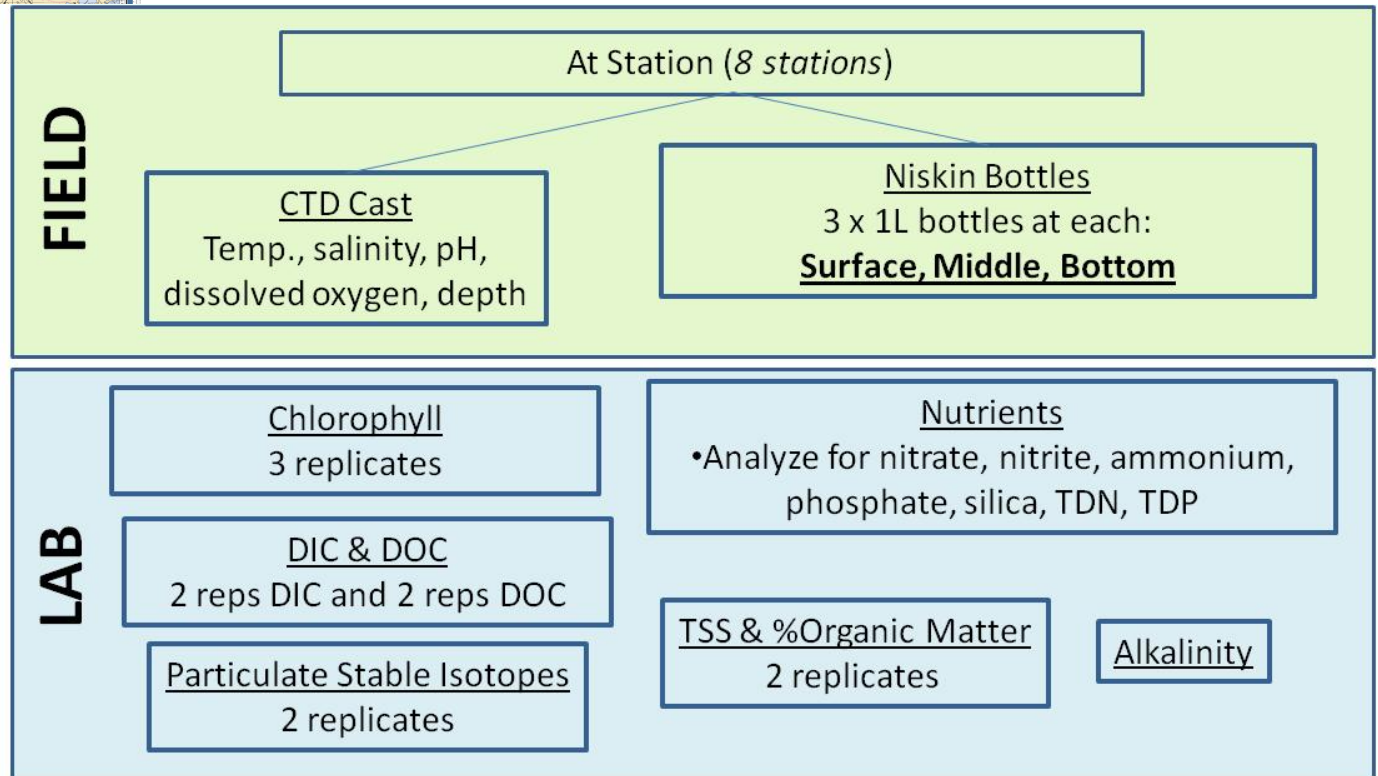 FIELD
At Station (8 stations)
CTD Cast
Temp., salinity, pH,
dissolved oxygen, depth
Niskin Bottles
3 x 1L bottles at each:
Surface, Middle, Bottom
LAB
Chlorophyll
3 replicates
Nutrients
•Analyze for nitrate, nitrite, ammonium,
phosphate, silica, TDN, TDP
DIC & DOC
2 reps DIC and 2 reps DOC
TSS & %Organic Matter
2 replicates
Alkalinity
Particulate Stable Isotopes
2 replicates